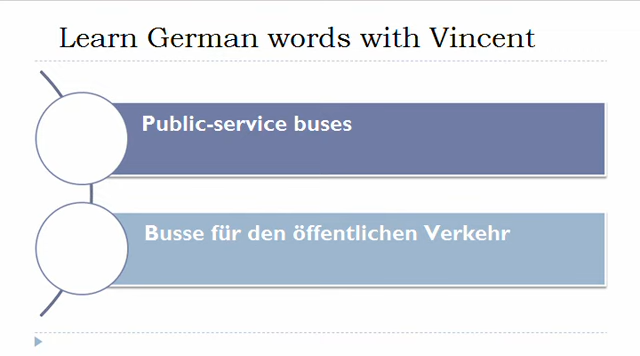 Learn German words with Vincent
Public-service buses
Busse für den öffentlichen Verkehr